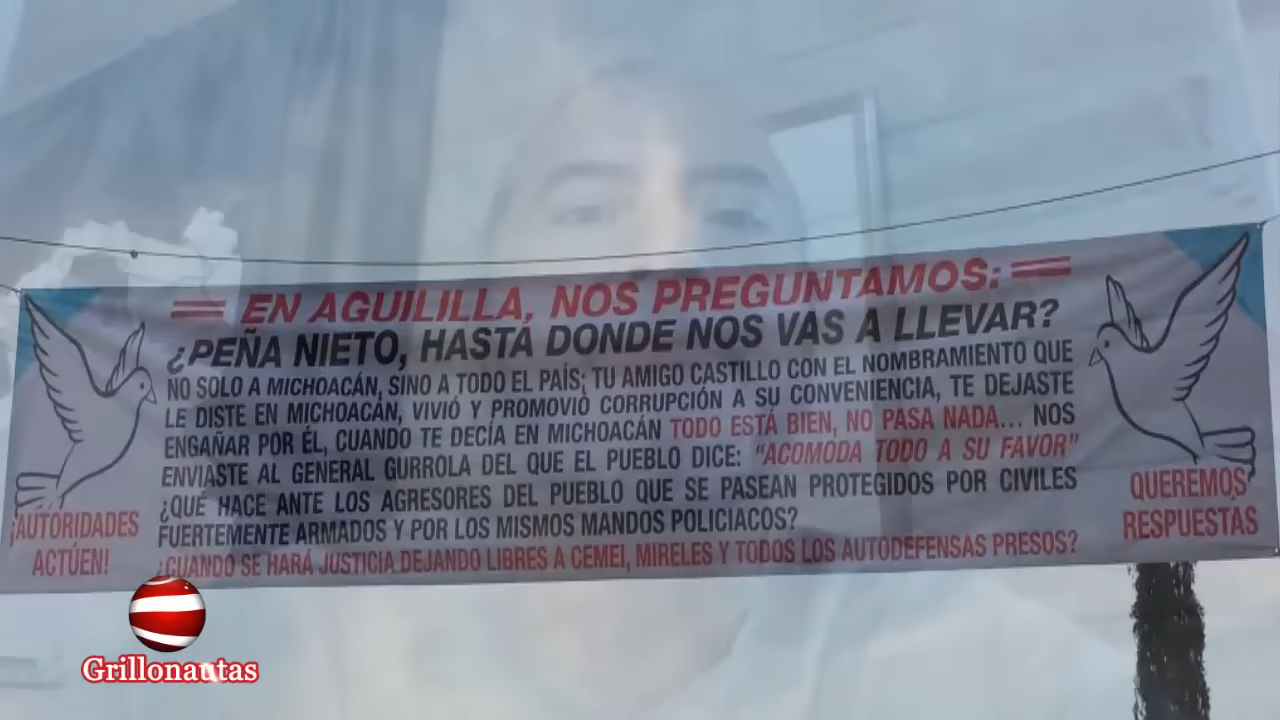 EN AGUILILLA, NOS PREGUNTAMOS:
¿PEÑA NIETO, HASTA DONDE NOS VAS A LLEVAR?
NO SOLO A MICHOACÁN, SINO A TODO EL PAÍS; TU AMIGO CASTILLO CON EL NOMBRAMIENTO QUE
LE DISTE EN MICHOACÁN, VIVIÓ Y PROMOVIÓ CORRUPCIÓN A SU CONVENIENCIA, TE DEJASTE
ENGAÑAR POR ÉL, CUANDO TE DECÍA EN MICHOACÁN TODO ESTÁ BIEN, NO PASA NADA... NOS
ENVIASTE AL GENERAL GURROLA DEL QUE EL PUEBLO DICE: "ACOMODA TODO A SU FAVOR"
¿QUÉ HACE ANTE LOS AGRESORES DEL PUEBLO QUE SE PASEAN PROTEGIDOS POR CIVILES
FUERTEMENTE ARMADOS Y POR LOS MISMOS MANDOS POLICIACOS?
¿CUANDO SE HARÁ JUSTICIA DEJANDO LIBRES A CEMEI, MIRELES Y TODOS LOS AUTODEFENSAS PRESOS?
¡AUTORIDADES
ACTÚEN!
QUEREMOS
RESPUESTAS
Grillonautas